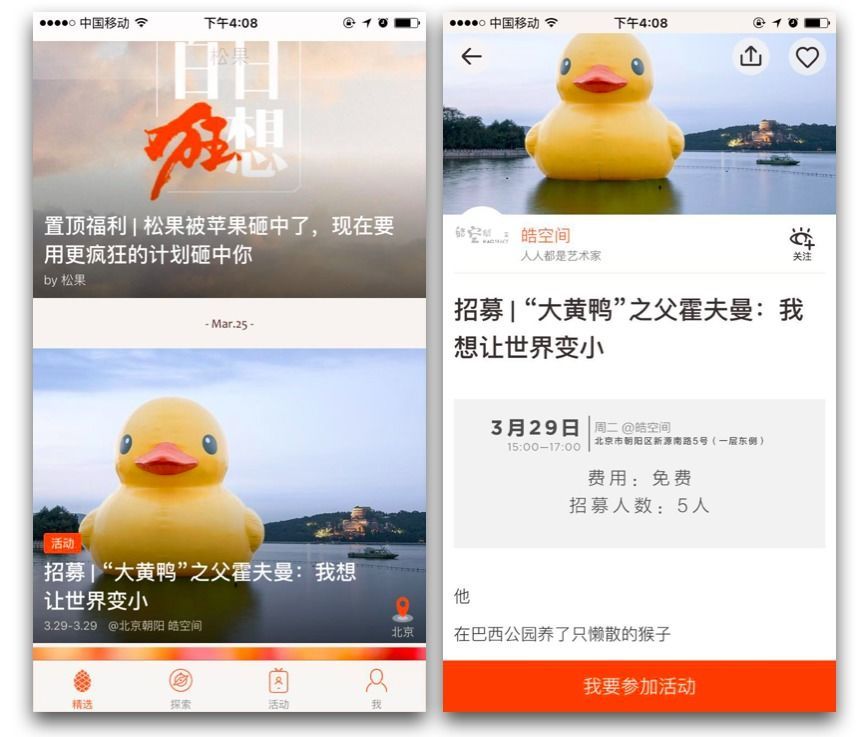 中国移动
下午4:08
松果
白日
狂想
置顶福利 | 松果被苹果砸中了，现在要
用更疯狂的计划砸中你
by 松果
- Mar.25 -
活动
招募 | “大黄鸭”之父霍夫曼：我想
让世界变小
3.29-3.29 @北京朝阳 皓空间
北京
精选
探索
活动
我
中国移动
下午4:08
皓空间
人人都是艺术家
关注
招募 | “大黄鸭”之父霍夫曼：我
想让世界变小
3月29日
15:00—17:00
周二 @皓空间
北京市朝阳区新源南路5号（一层东侧）
费用：免费
招募人数：5人
他
在巴西公园养了只懒散的猴子
我要参加活动